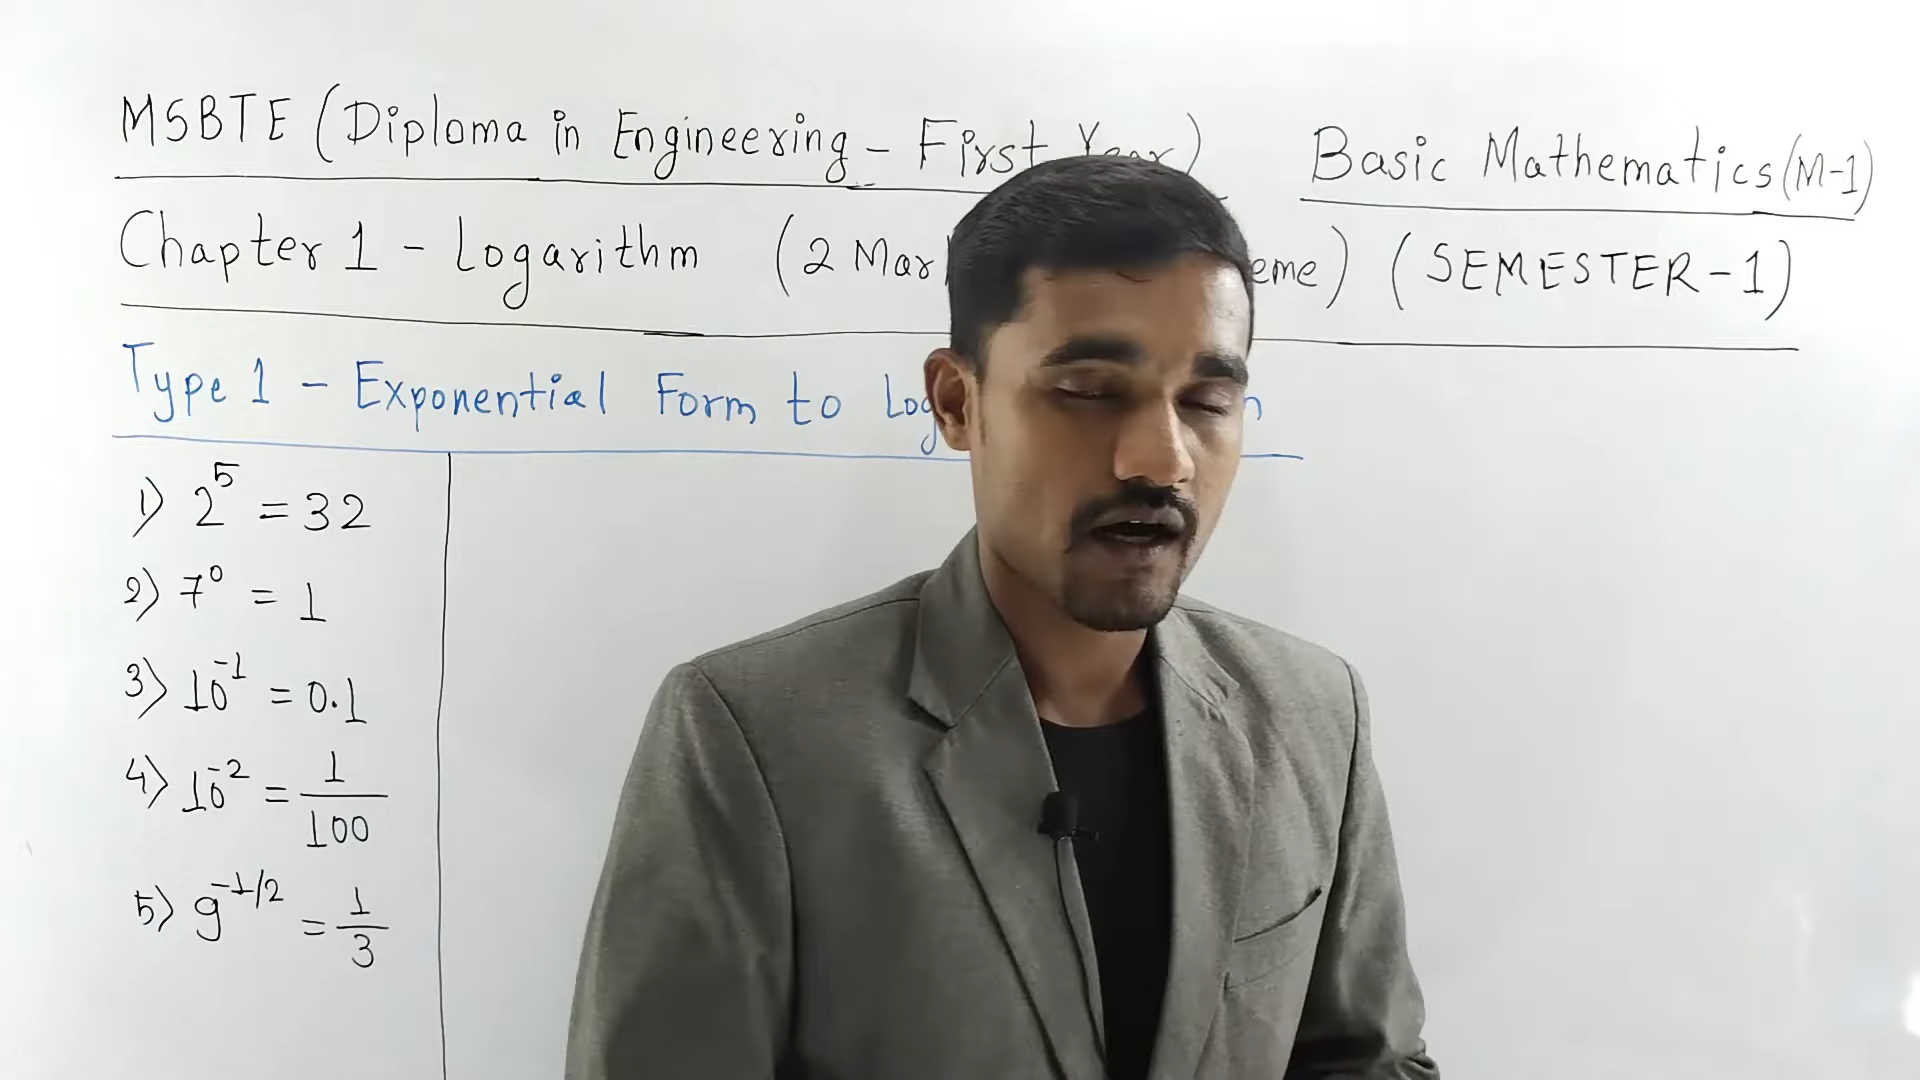 MSBTE (Diploma in Engineering - First Year) Basic Mathematics (M-1)
Chapter 1 - Logarithm (2 Mar eme) (SEMESTER - 1)
Type 1 - Exponential Form to Log n
1) 2^5 = 32
2) 7^0 = 1
3) 10^-1 = 0.1
4) 10^-2 = 1/100
5) 9^-1/2 = 1/3